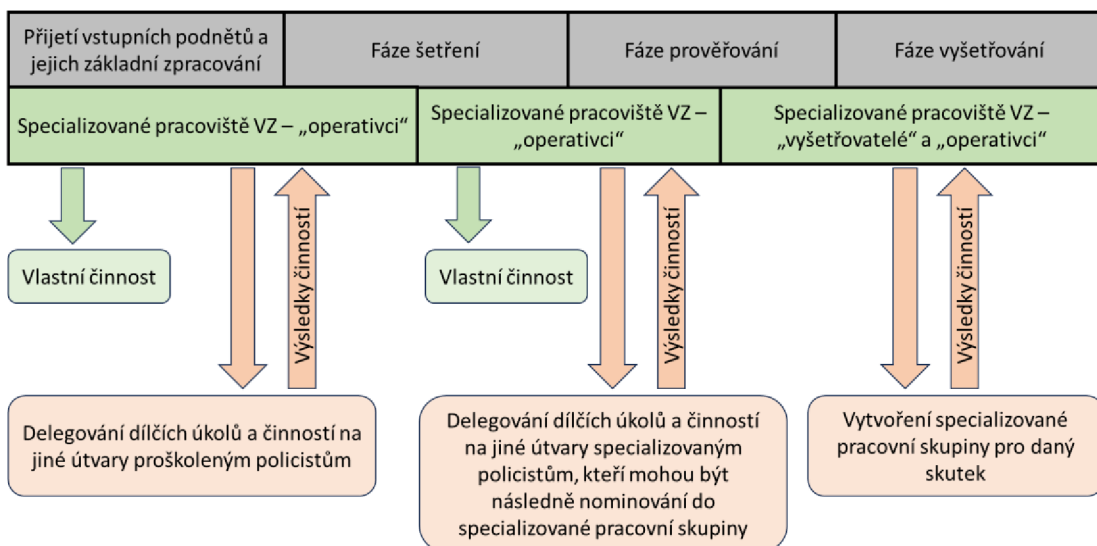 Přijetí vstupních podnětů a
jejich základní zpracování
Fáze šetření
Fáze prověřování
Fáze vyšetřování
Specializované pracoviště VZ – „operativci“
Specializované pracoviště VZ –
„operativci“
Specializované pracoviště VZ –
„vyšetřovatelé“ a „operativci“
Vlastní činnost
Výsledky činností
Vlastní činnost
Výsledky činností
Výsledky činností
Delegování dílčích úkolů a činností na
jiné útvary proškoleným policistům
Delegování dílčích úkolů a činností
na jiné útvary specializovaným
policistům, kteří mohou být
následně nominování do
specializované pracovní skupiny
Vytvoření specializované
pracovní skupiny pro daný
skutek